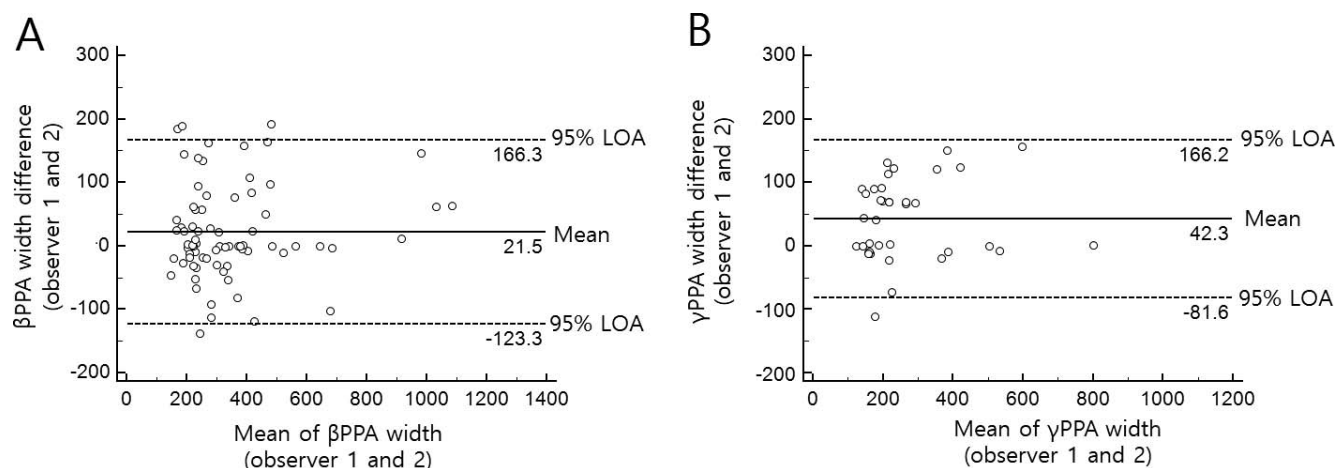 A
300
200
100
0
-100
-200
βPPA width difference
(observer 1 and 2)
95% LOA
166.3
Mean
21.5
95% LOA
-123.3
0 200 400 600 800 1000 1200 1400
Mean of βPPA width
(observer 1 and 2)
B
300
200
100
0
-100
-200
γPPA width difference
(observer 1 and 2)
95% LOA
166.2
Mean
42.3
95% LOA
-81.6
0 200 400 600 800 1000 1200
Mean of γPPA width
(observer 1 and 2)